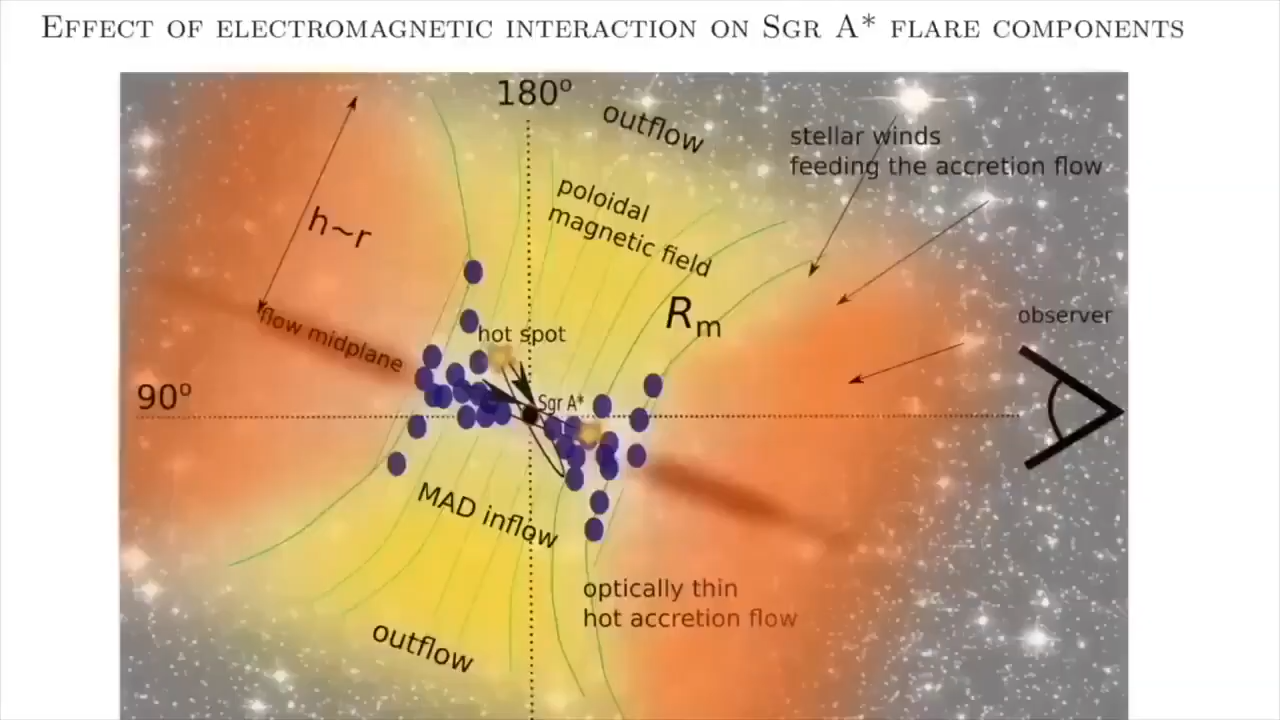 Effect of electromagnetic interaction on Sgr A* flare components
180°
outflow
stellar winds
feeding the accretion flow
poloidal
magnetic field
h~r
Rm
observer
flow midplane
hot spot
90°
Sgr A*
MAD inflow
optically thin
hot accretion flow
outflow